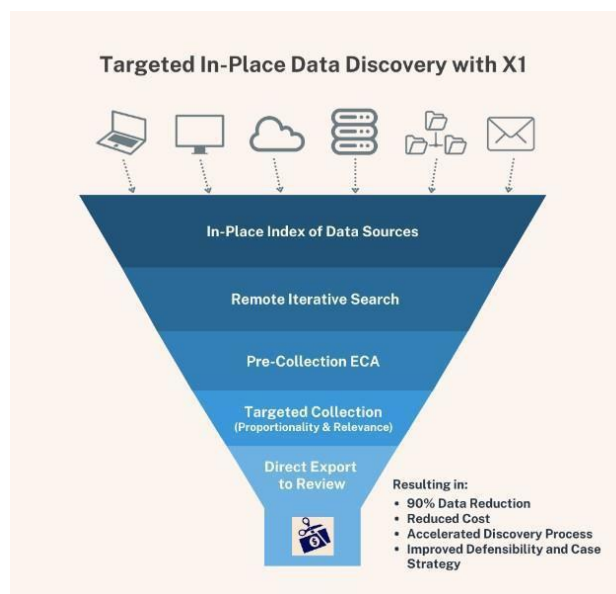 Targeted In-Place Data Discovery with X1
In-Place Index of Data Sources
Remote Iterative Search
Pre-Collection ECA
Targeted Collection
(Proportionality & Relevance)
Direct Export
to Review
$
Resulting in:
• 90% Data Reduction
• Reduced Cost
• Accelerated Discovery Process
• Improved Defensibility and Case
Strategy